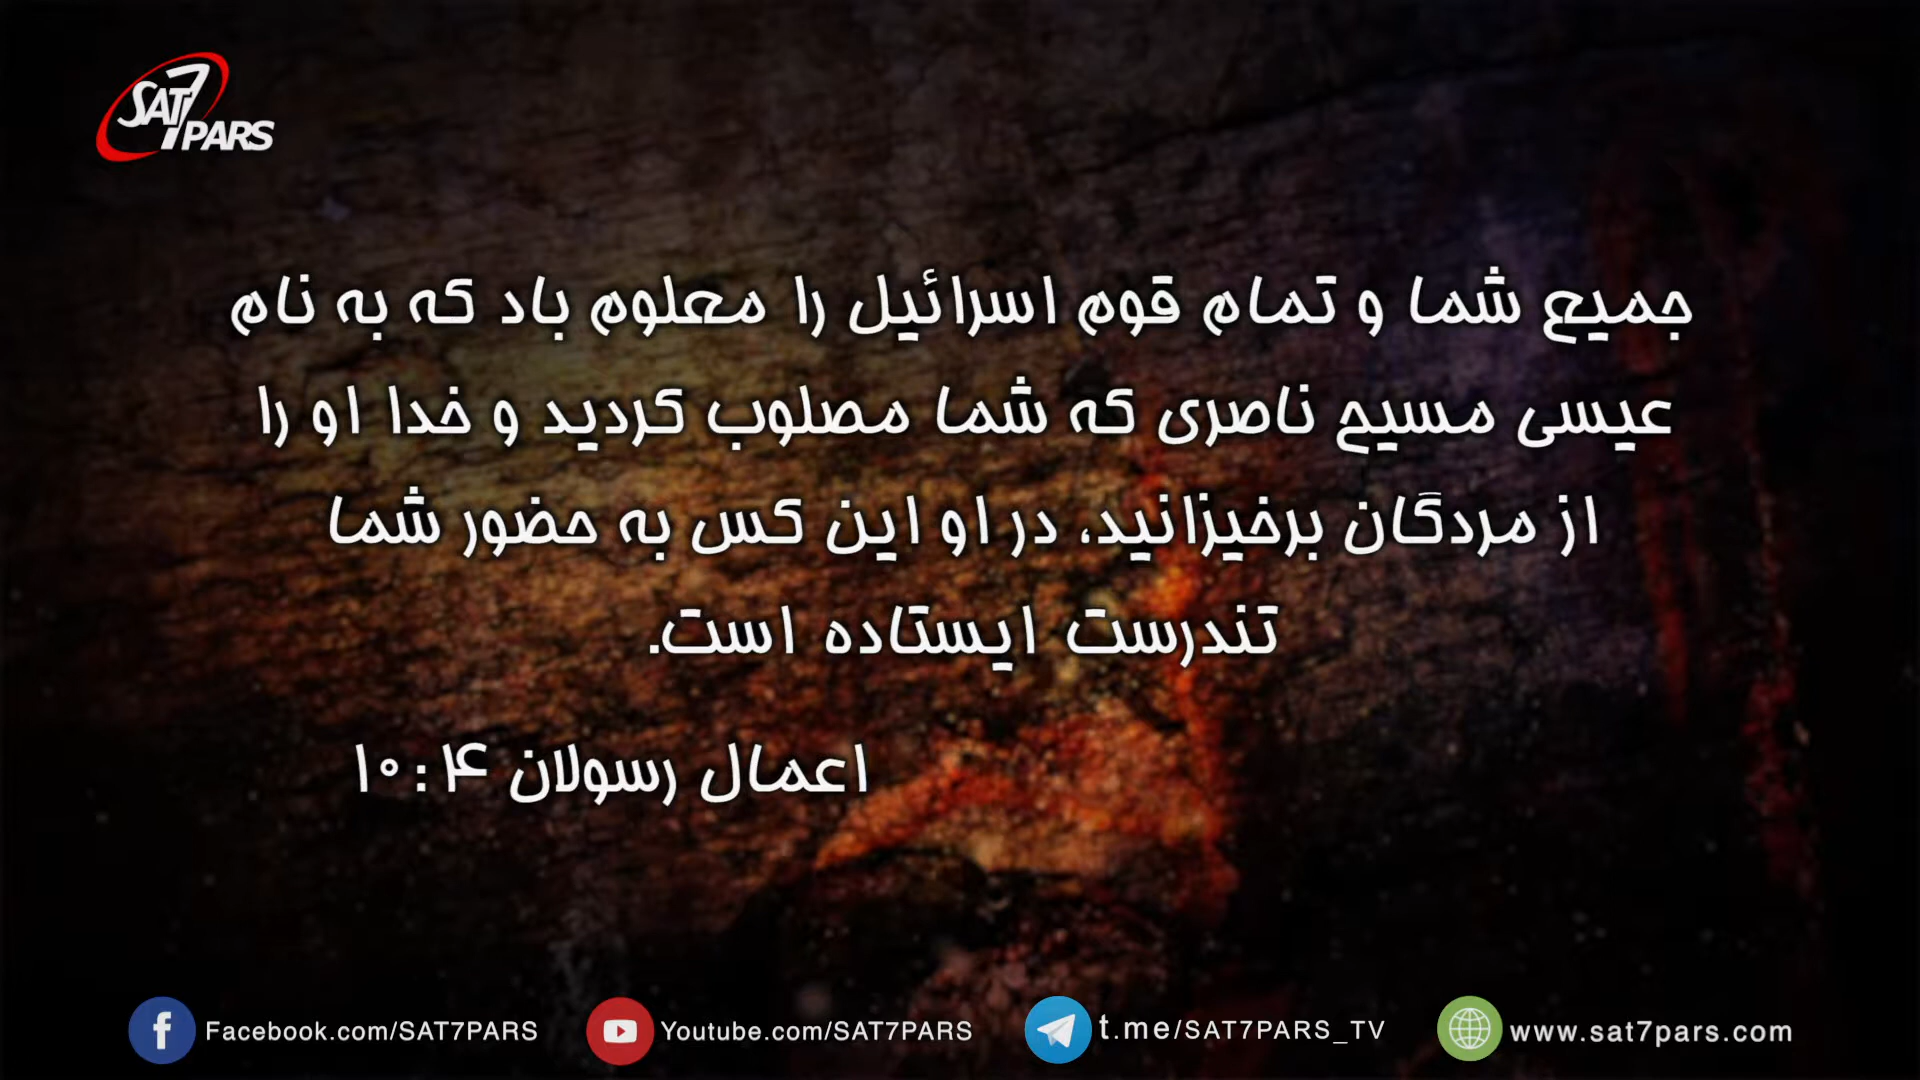 SAT7 PARS
جمیع شما و تمام قوم اسرائیل را معلوم باد که به نام
عیسی مسیح ناصری که شما مصلوب کردید و خدا او را
از مردگان برخیزانید، در او این کس به حضور شما
تندرست ایستاده است.
اعمال رسولان ۴:۱۰
Facebook.com/SAT7PARS
Youtube.com/SAT7PARS
t.me/SAT7PARS_TV
www.sat7pars.com